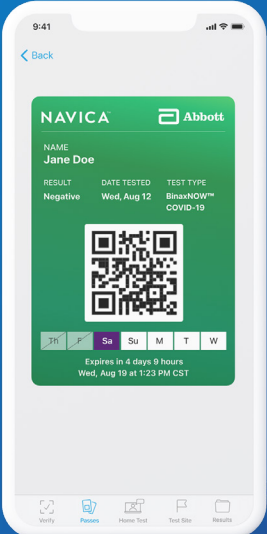 9:41
Back
NAVICA™
Abbott
NAME
Jane Doe
RESULT DATE TESTED TEST TYPE
Negative Wed, Aug 12 BinaxNOW™
COVID-19
Th F Sa Su M T W
Expires in 4 days 9 hours
Wed, Aug 19 at 1:23 PM CST
Verify Passes Home Test Test Site Results